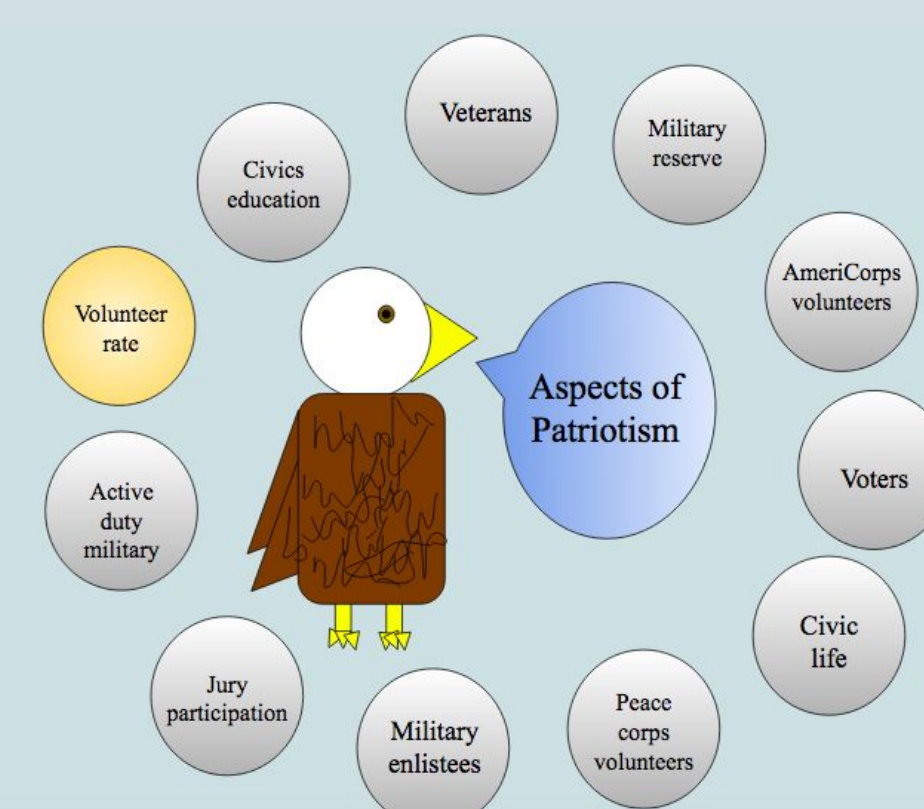 Veterans
Military
reserve
Civics
education
AmeriCorps
volunteers
Volunteer
rate
Aspects of
Patriotism
Voters
Active
duty
military
Civic
life
Jury
participation
Peace
corps
volunteers
Military
enlistees